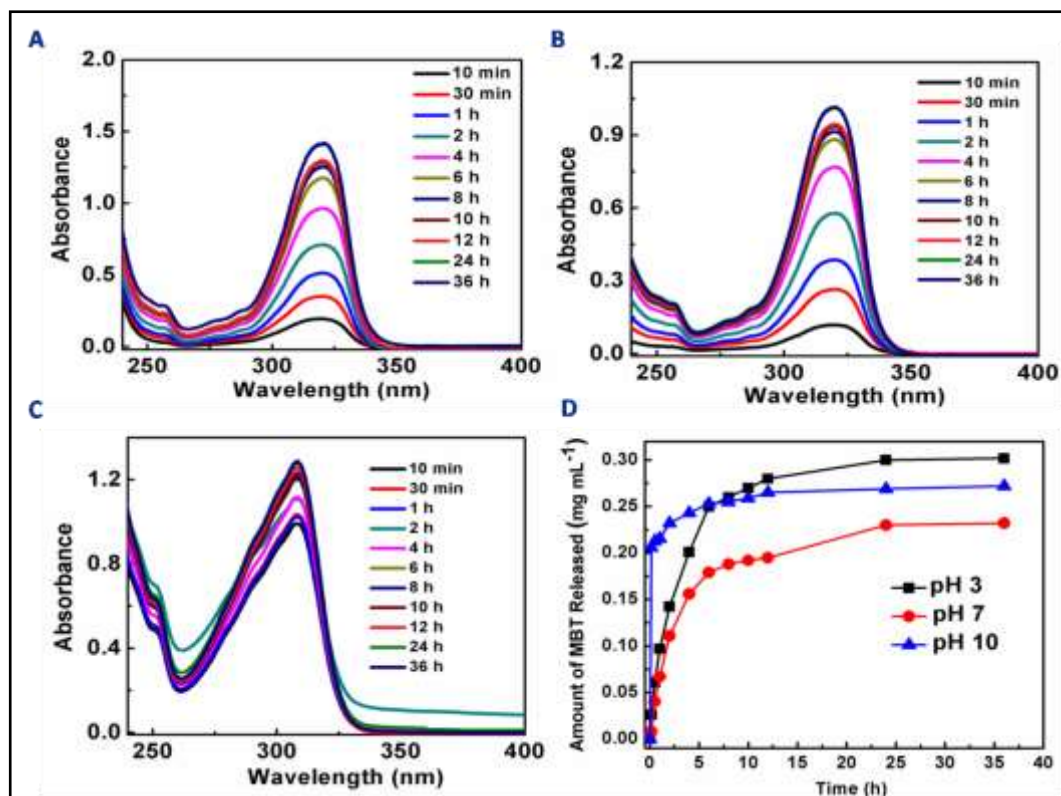 A
2.0
1.5
1.0
0.5
0.0
Absorbance
250 300 350 400
Wavelength (nm)
10 min
30 min
1 h
2 h
4 h
6 h
8 h
10 h
12 h
24 h
36 h
B
1.2
0.9
0.6
0.3
0.0
Absorbance
250 300 350 400
Wavelength (nm)
10 min
30 min
1 h
2 h
4 h
6 h
8 h
10 h
12 h
24 h
36 h
C
1.2
0.8
0.4
0.0
Absorbance
250 300 350 400
Wavelength (nm)
10 min
30 min
1 h
2 h
4 h
6 h
8 h
10 h
12 h
24 h
36 h
D
0.30
0.25
0.20
0.15
0.10
0.05
0.00
Amount of MBT Released (mg mL⁻¹)
0 5 10 15 20 25 30 35 40
Time (h)
pH 3
pH 7
pH 10